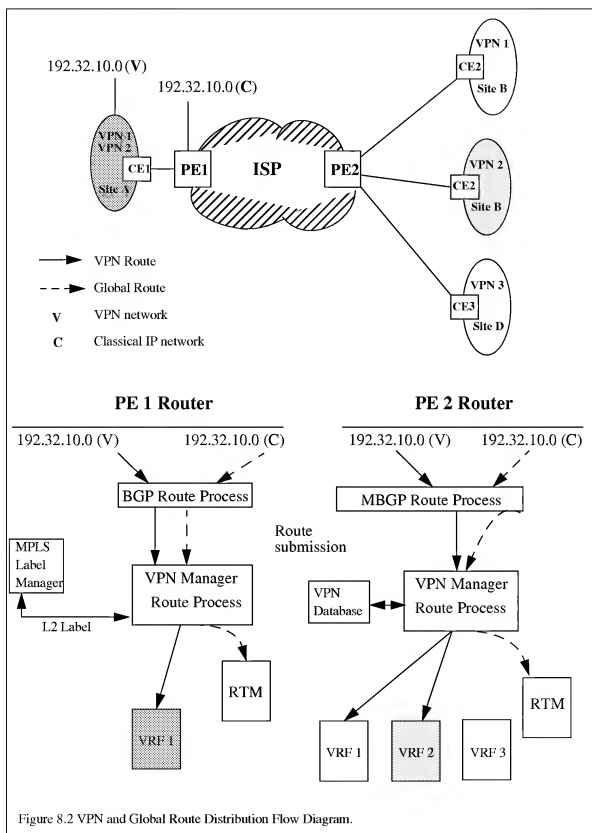 192.32.10.0 (V)
192.32.10.0 (C)
VPN 1
VPN 2
CE1
Site A
PE1
ISP
PE2
VPN 1
CE2
Site B
VPN 2
CE2
Site B
VPN 3
CE3
Site D
VPN Route
Global Route
V VPN network
C Classical IP network
PE 1 Router
192.32.10.0 (V) 192.32.10.0 (C)
BGP Route Process
MPLS
Label
Manager
VPN Manager
Route Process
L2 Label
RTM
VRF 1
Route
submission
PE 2 Router
192.32.10.0 (V) 192.32.10.0 (C)
MBGP Route Process
VPN
Database
VPN Manager
Route Process
RTM
VRF 1
VRF 2
VRF 3
Figure 8.2 VPN and Global Route Distribution Flow Diagram.